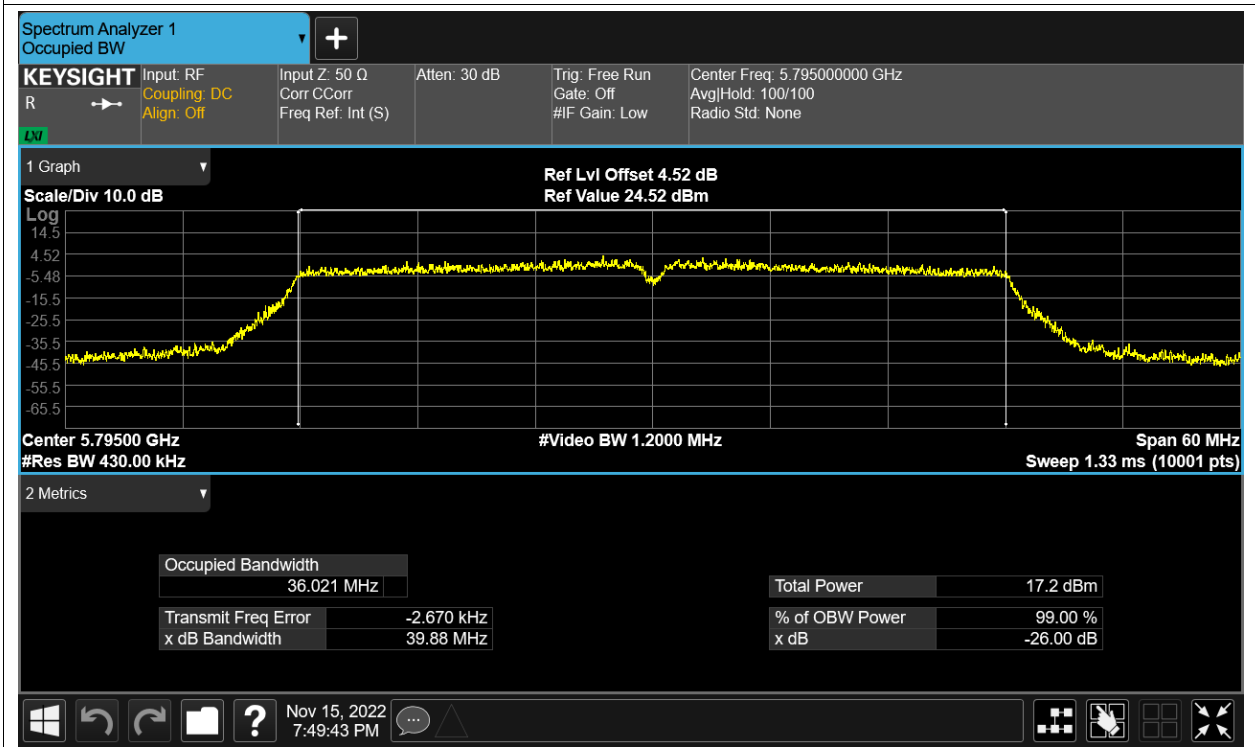 Spectrum Analyzer 1
Occupied BW
KEYSIGHT
R
LXI
Input: RF
Coupling: DC
Align: Off
Input Z: 50 Ω
Corr CCorr
Freq Ref: Int (S)
Atten: 30 dB
Trig: Free Run
Gate: Off
#IF Gain: Low
Center Freq: 5.795000000 GHz
Avg|Hold: 100/100
Radio Std: None
1 Graph
Scale/Div 10.0 dB
Ref Lvl Offset 4.52 dB
Ref Value 24.52 dBm
Log
14.5
4.52
-5.48
-15.5
-25.5
-35.5
-45.5
-55.5
-65.5
Center 5.79500 GHz
#Video BW 1.2000 MHz
Span 60 MHz
#Res BW 430.00 kHz
Sweep 1.33 ms (10001 pts)
2 Metrics
Occupied Bandwidth
36.021 MHz
Total Power 17.2 dBm
Transmit Freq Error -2.670 kHz
% of OBW Power 99.00 %
x dB Bandwidth 39.88 MHz
x dB -26.00 dB
?
Nov 15, 2022
7:49:43 PM